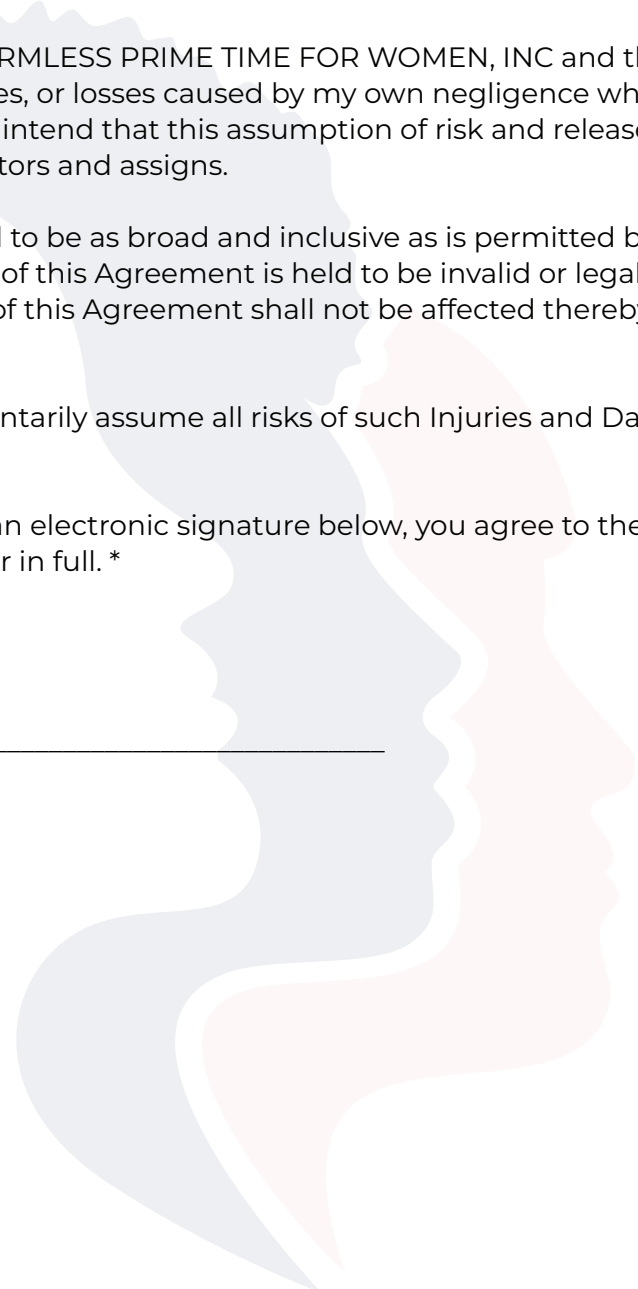 RMLESS PRIME TIME FOR WOMEN, INC and th
es, or losses caused by my own negligence wh
intend that this assumption of risk and release
tors and assigns.
to be as broad and inclusive as is permitted b
of this Agreement is held to be invalid or legal
of this Agreement shall not be affected thereby
ntarily assume all risks of such Injuries and Da
an electronic signature below, you agree to the
r in full. *